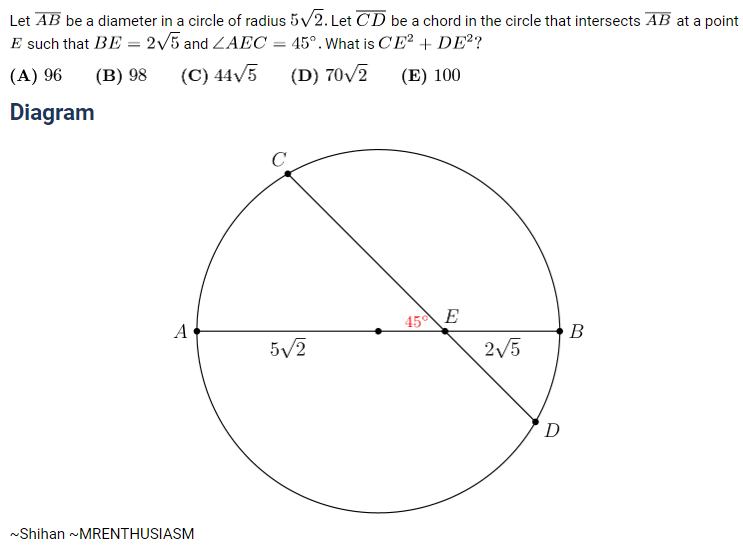 Let AB be a diameter in a circle of radius 5√2. Let CD be a chord in the circle that intersects AB at a point
E such that BE = 2√5 and ∠AEC = 45°. What is CE² + DE²?
(A) 96 (B) 98 (C) 44√5 (D) 70√2 (E) 100
Diagram
C
45° E
A B
5√2 2√5
D
~Shihan ~MRENTHUSIASM